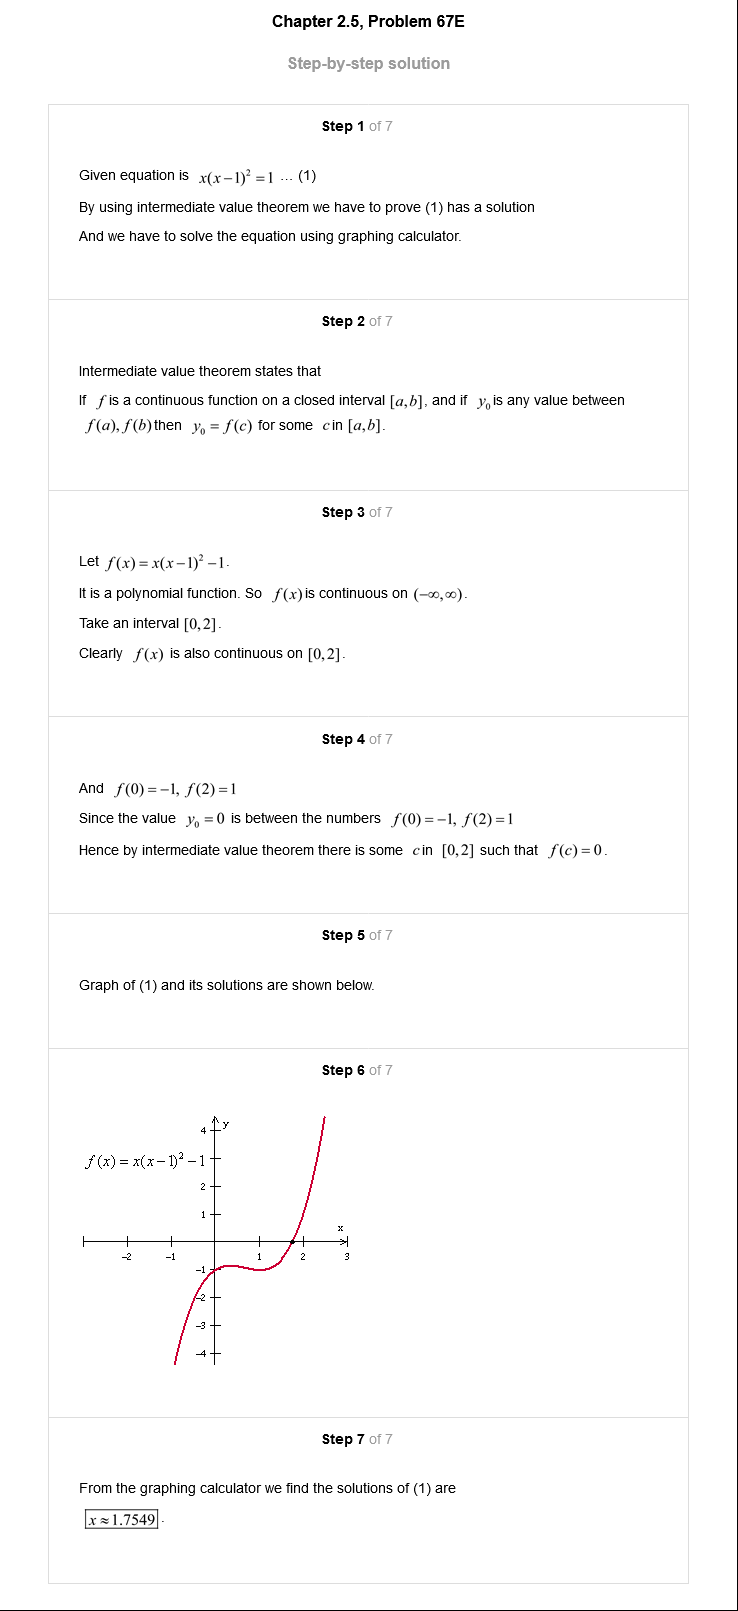 Chapter 2.5, Problem 67E
Step-by-step solution
Step 1 of 7
Given equation is x(x−1)² =1 ... (1)
By using intermediate value theorem we have to prove (1) has a solution
And we have to solve the equation using graphing calculator.
Step 2 of 7
Intermediate value theorem states that
If f is a continuous function on a closed interval [a,b], and if y₀ is any value between
f(a), f(b) then y₀ = f(c) for some c in [a,b].
Step 3 of 7
Let f(x) = x(x−1)² −1.
It is a polynomial function. So f(x) is continuous on (−∞,∞).
Take an interval [0,2].
Clearly f(x) is also continuous on [0,2].
Step 4 of 7
And f(0) = −1, f(2) = 1
Since the value y₀ = 0 is between the numbers f(0) = −1, f(2) = 1
Hence by intermediate value theorem there is some c in [0,2] such that f(c) = 0.
Step 5 of 7
Graph of (1) and its solutions are shown below.
Step 6 of 7
y
4
f(x) = x(x−1)² −1
2
1
x
−2 −1 1 2 3
−1
−2
−3
−4
Step 7 of 7
From the graphing calculator we find the solutions of (1) are
x ≈ 1.7549.